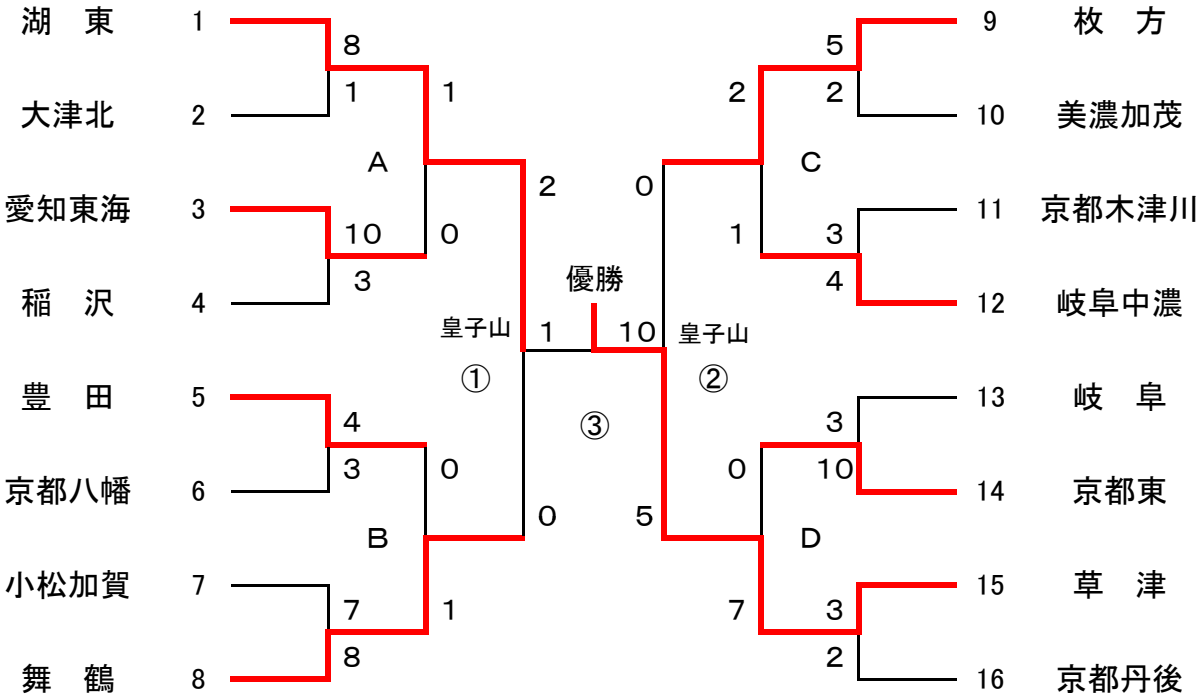 湖　東 1 8 5 9 枚　方
大津北 2 1 1 2 2 10 美濃加茂
A C
2 0
愛知東海 3 10 0 1 3 11 京都木津川
稲　沢 4 3 優勝 4 12 岐阜中濃
皇子山 1 10 皇子山
① ②
豊　田 5 4 ③ 3 13 岐　阜
京都八幡 6 3 0 0 10 14 京都東
0 5
B D
小松加賀 7 7 1 7 3 15 草　津
舞　鶴 8 8 2 16 京都丹後